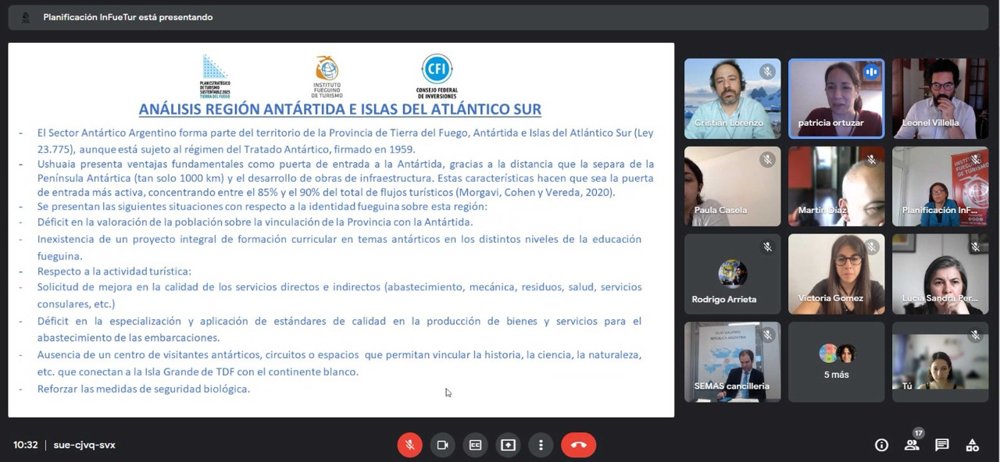 Planificación InFueTur está presentando
PLAN ESTRATÉGICO
DE TURISMO
SUSTENTABLE 2025
TIERRA DEL FUEGO
INSTITUTO
FUEGUINO
DE TURISMO
CFI
CONSEJO FEDERAL
DE INVERSIONES
ANÁLISIS REGIÓN ANTÁRTIDA E ISLAS DEL ATLÁNTICO SUR
- El Sector Antártico Argentino forma parte del territorio de la Provincia de Tierra del Fuego, Antártida e Islas del Atlántico Sur (Ley
23.775), aunque está sujeto al régimen del Tratado Antártico, firmado en 1959.
- Ushuaia presenta ventajas fundamentales como puerta de entrada a la Antártida, gracias a la distancia que la separa de la
Península Antártica (tan solo 1000 km) y el desarrollo de obras de infraestructura. Estas características hacen que sea la puerta
de entrada más activa, concentrando entre el 85% y el 90% del total de flujos turísticos (Morgavi, Cohen y Vereda, 2020).
- Se presentan las siguientes situaciones con respecto a la identidad fueguina sobre esta región:
- Déficit en la valoración de la población sobre la vinculación de la Provincia con la Antártida.
- Inexistencia de un proyecto integral de formación curricular en temas antárticos en los distintos niveles de la educación
fueguina.
- Respecto a la actividad turística:
- Solicitud de mejora en la calidad de los servicios directos e indirectos (abastecimiento, mecánica, residuos, salud, servicios
consulares, etc.)
- Déficit en la especialización y aplicación de estándares de calidad en la producción de bienes y servicios para el
abastecimiento de las embarcaciones.
- Ausencia de un centro de visitantes antárticos, circuitos o espacios que permitan vincular la historia, la ciencia, la naturaleza,
etc. que conectan a la Isla Grande de TDF con el continente blanco.
- Reforzar las medidas de seguridad biológica.
Cristian Lorenzo
patricia ortuzar
Leonel Villella
Paula Casela
Martin Diaz
INSTITUTO
FUEGUINO
DE TURISMO
Planificación InF...
Rodrigo Arrieta
Victoria Gomez
Lucia Sandra Per...
ISLAS MALVINAS
REPUBLICA ARGENTINA
SEMAS cancilleria
5 más
Tú
10:32 | sue-cjvq-svx
CC
17